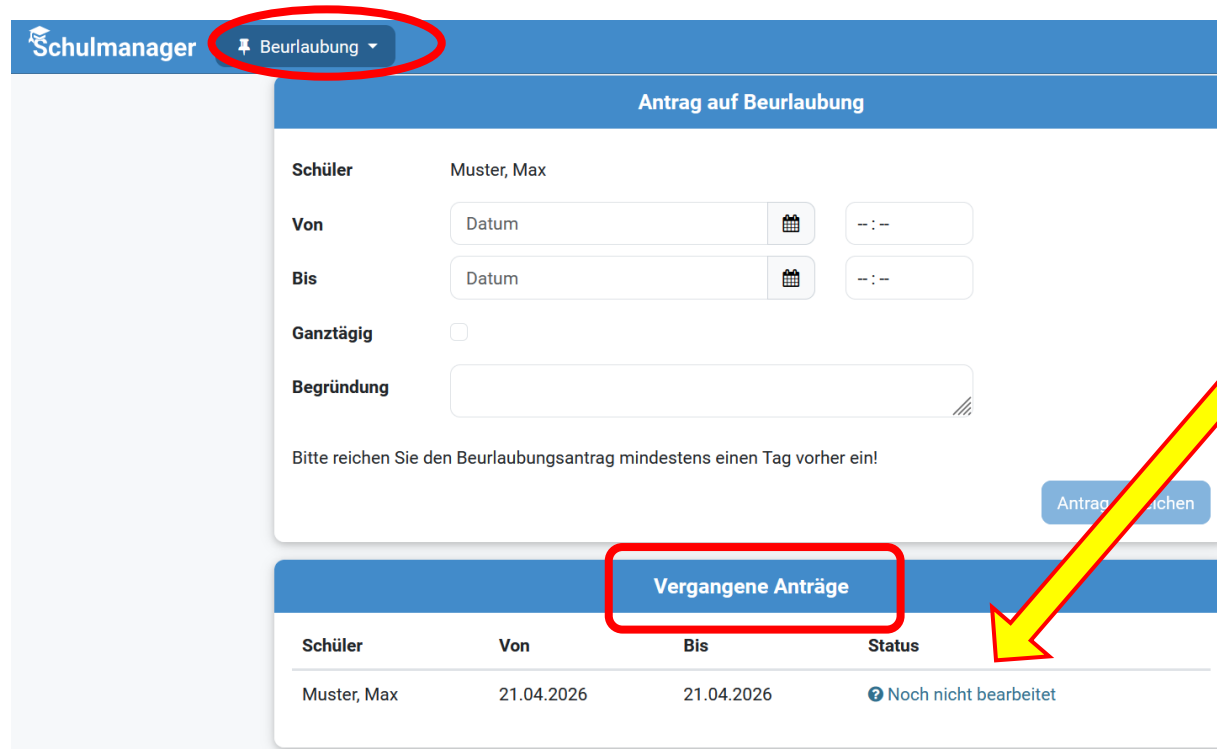 Schulmanager Beurlaubung
Antrag auf Beurlaubung
Schüler Muster, Max
Von Datum -- : --
Bis Datum -- : --
Ganztägig
Begründung
Bitte reichen Sie den Beurlaubungsantrag mindestens einen Tag vorher ein!
Antrag
Vergangene Anträge
Schüler Von Bis Status
Muster, Max 21.04.2026 21.04.2026 Noch nicht bearbeitet